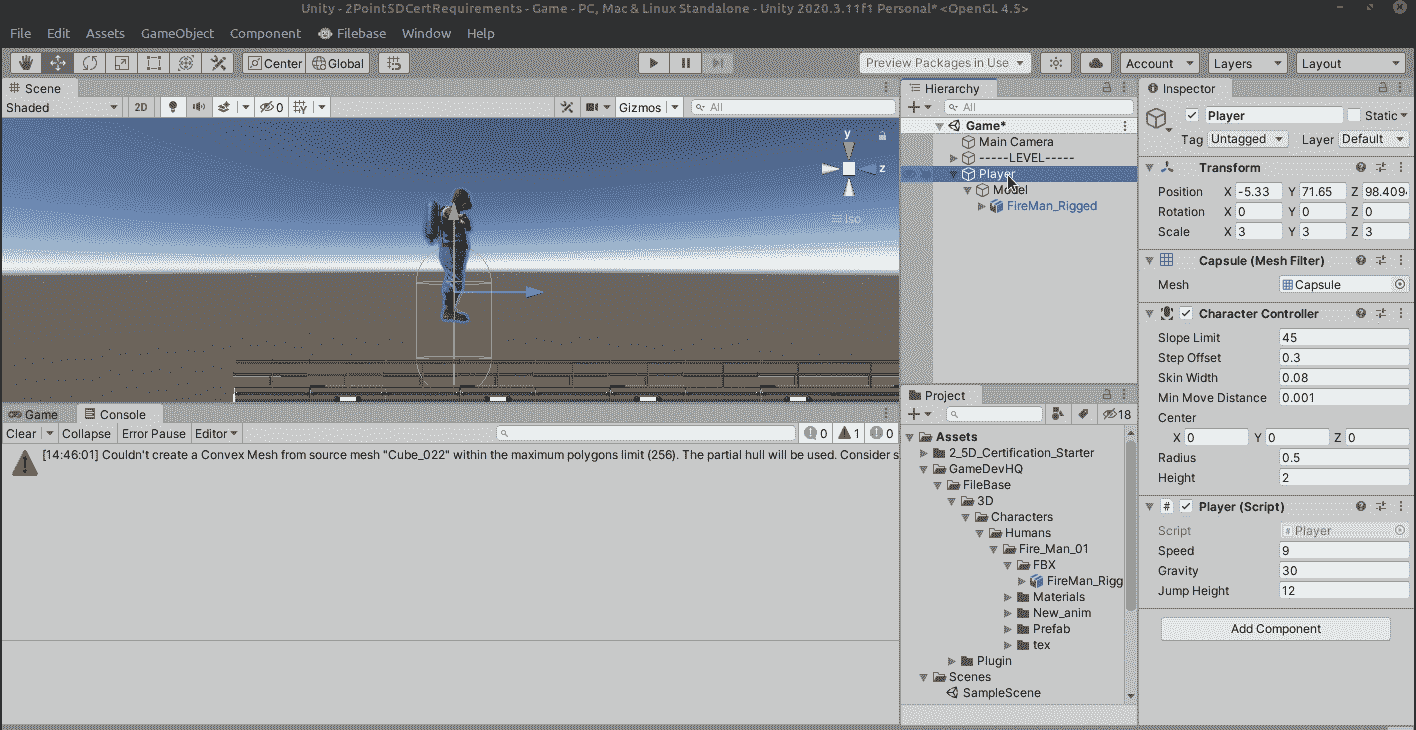 Unity - 2Point5DCertRequirements - Game - PC, Mac & Linux Standalone - Unity 2020.3.11f1 Personal* <OpenGL 4.5>
File Edit Assets GameObject Component Filebase Window Help
Center Global Preview Packages in Use Account Layers Layout
Scene
Shaded 2D 0 Gizmos All
y
z
Iso
Game Console
Clear Collapse Error Pause Editor 0 1 0
[14:46:01] Couldn't create a Convex Mesh from source mesh "Cube_022" within the maximum polygons limit (256). The partial hull will be used. Consider s
Hierarchy
All
Game*
Main Camera
-----LEVEL-----
Player
Model
FireMan_Rigged
Project
18
Assets
2_5D_Certification_Starter
GameDevHQ
FileBase
3D
Characters
Humans
Fire_Man_01
FBX
FireMan_Rigg
Materials
New_anim
Prefab
tex
Plugin
Scenes
SampleScene
Inspector
Player Static
Tag Untagged Layer Default
Transform
Position X -5.33 Y 71.65 Z 98.409
Rotation X 0 Y 0 Z 0
Scale X 3 Y 3 Z 3
Capsule (Mesh Filter)
Mesh Capsule
Character Controller
Slope Limit 45
Step Offset 0.3
Skin Width 0.08
Min Move Distance 0.001
Center
X 0 Y 0 Z 0
Radius 0.5
Height 2
# Player (Script)
Script # Player
Speed 9
Gravity 30
Jump Height 12
Add Component